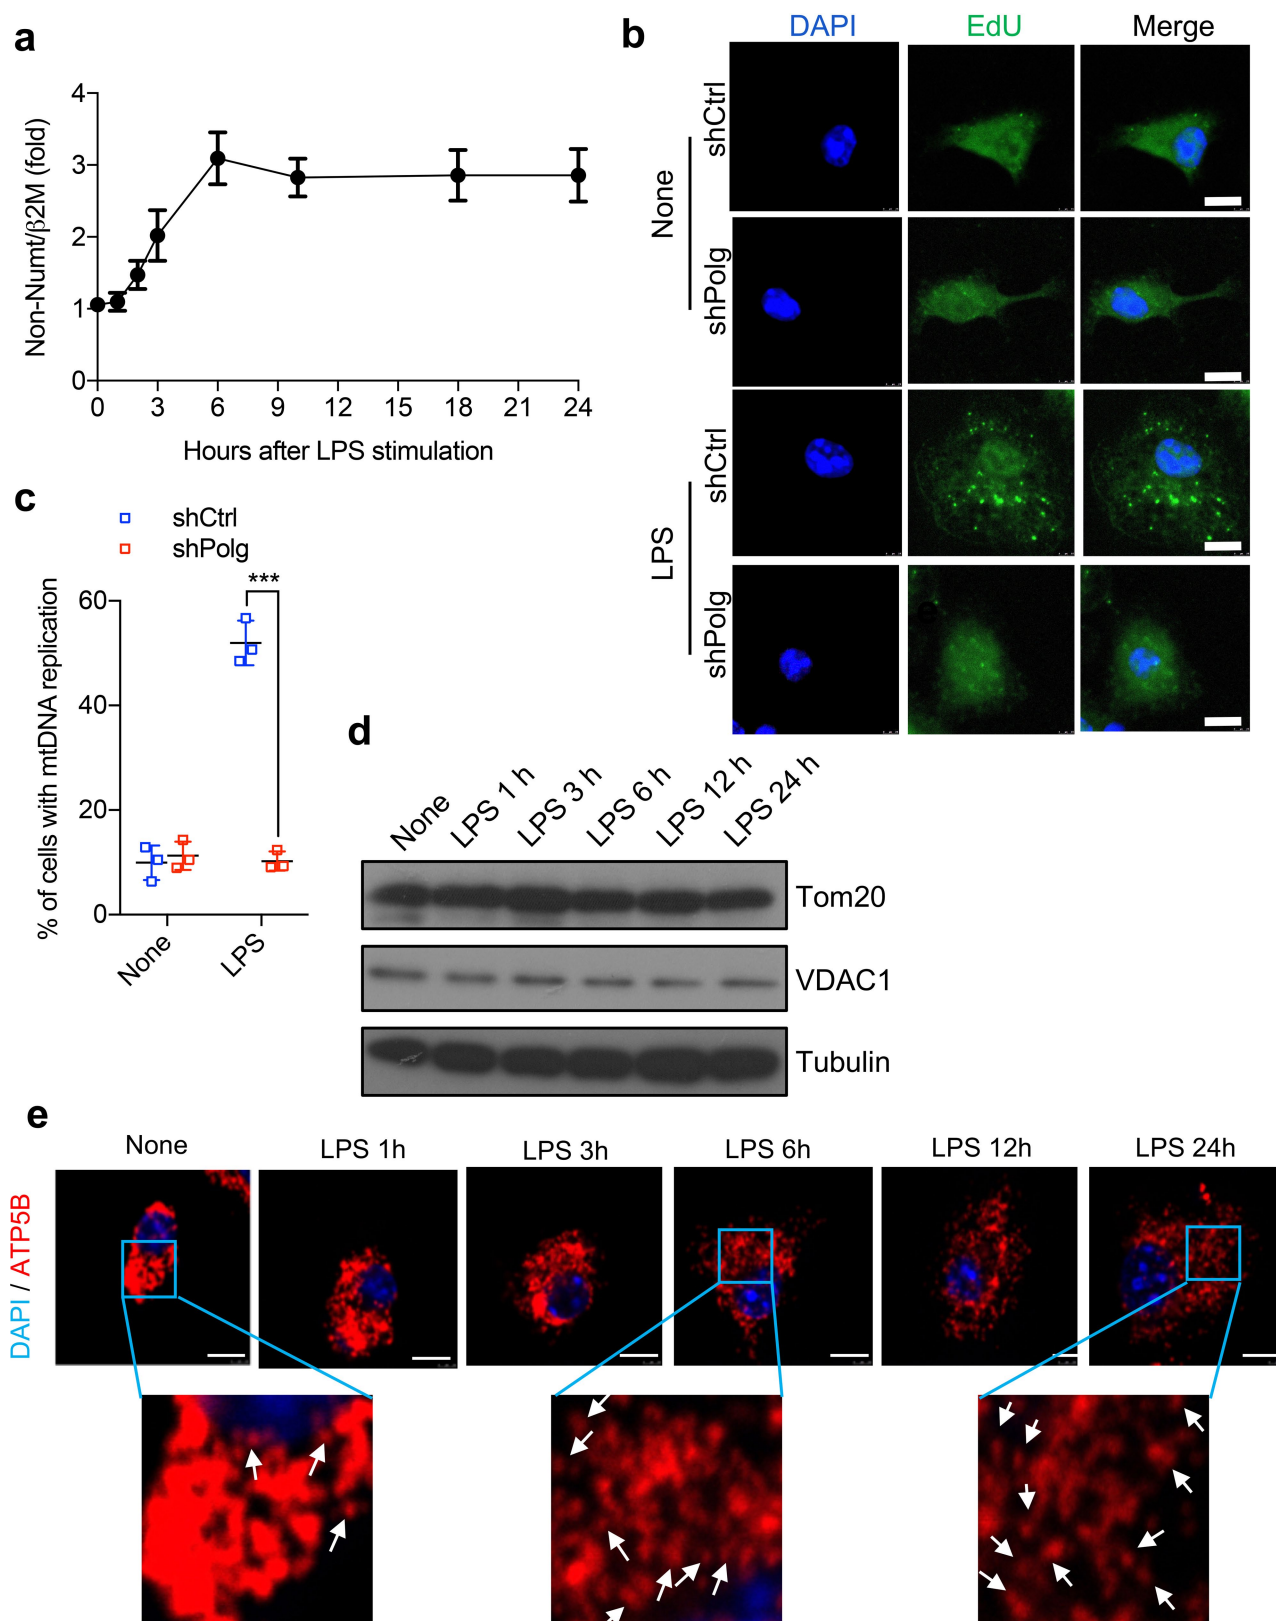 a
Non-Numt/β2M (fold)
4
3
2
1
0
0 3 6 9 12 15 18 21 24
Hours after LPS stimulation
b
DAPI EdU Merge
None
shCtrl
shPolg
LPS
shCtrl
shPolg
c
shCtrl
shPolg
***
% of cells with mtDNA replication
60
40
20
0
None LPS
d
None LPS 1 h LPS 3 h LPS 6 h LPS 12 h LPS 24 h
Tom20
VDAC1
Tubulin
e
None LPS 1h LPS 3h LPS 6h LPS 12h LPS 24h
DAPI / ATP5B